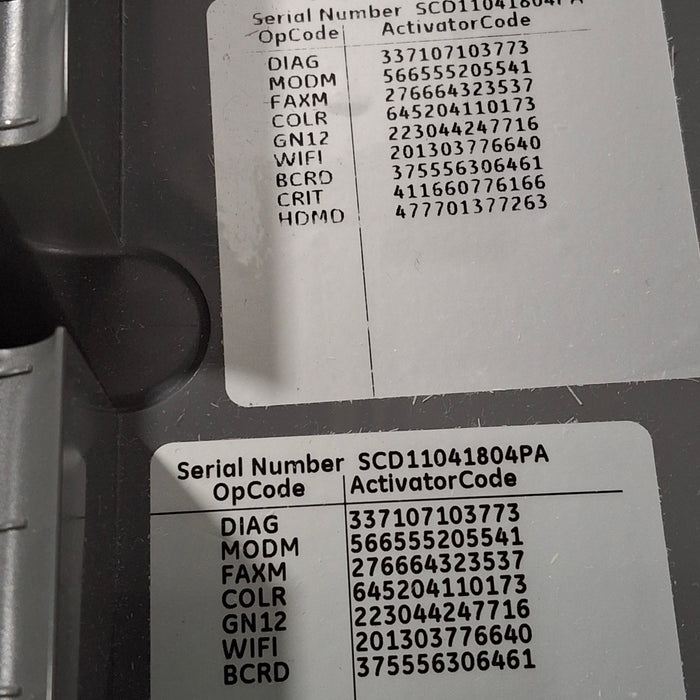 Serial Number SCD11041804PA
OpCode ActivatorCode
DIAG 337107103773
MODM 566555205541
FAXM 276664323537
COLR 645204110173
GN12 223044247716
WIFI 201303776640
BCRD 375556306461
CRIT 411660776166
HDMO 477701377263
Serial Number SCD11041804PA
OpCode ActivatorCode
DIAG 337107103773
MODM 566555205541
FAXM 276664323537
COLR 645204110173
GN12 223044247716
WIFI 201303776640
BCRD 375556306461